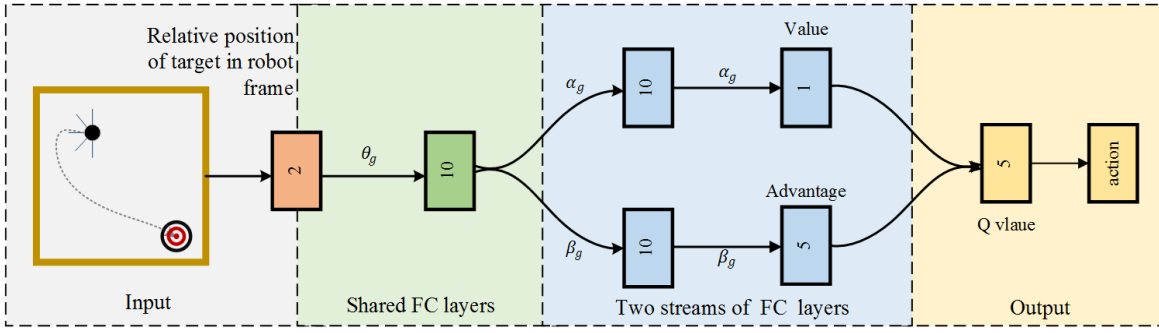 Relative position
of target in robot
frame
2
Input
θg
10
Shared FC layers
αg
10
αg
Value
1
βg
10
βg
Advantage
5
Two streams of FC layers
5
Q vlaue
action
Output